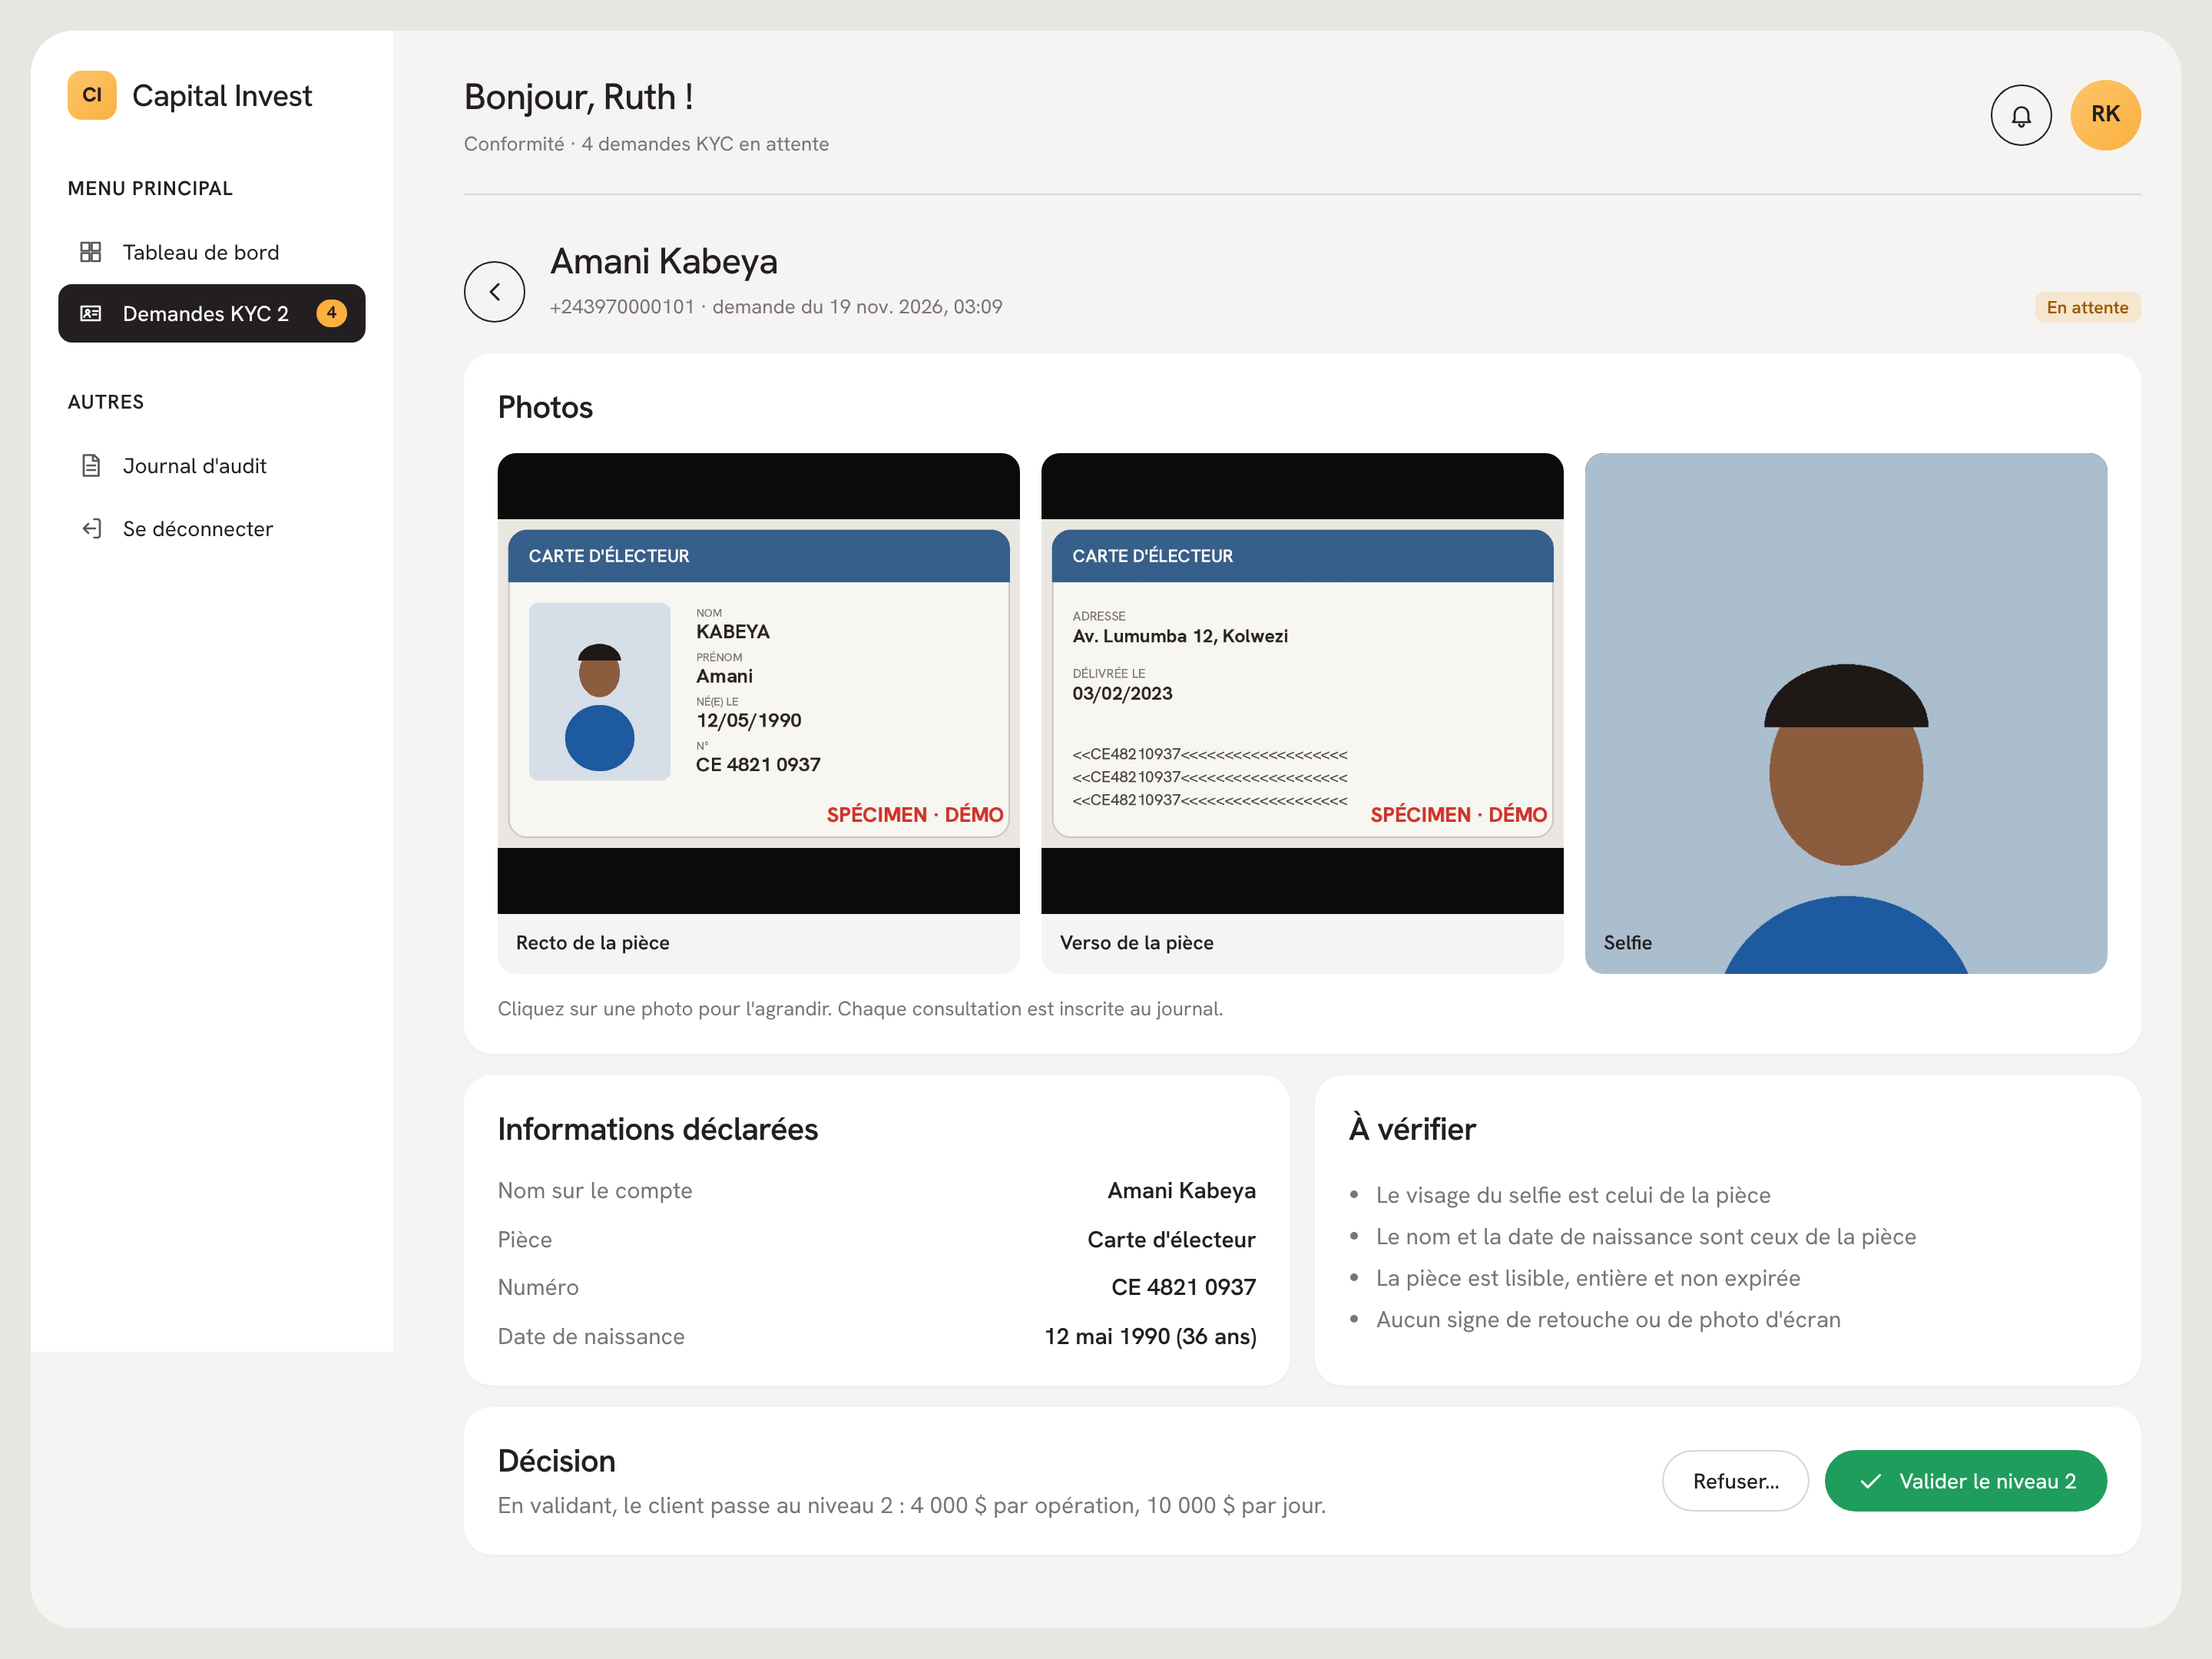 CI
Capital Invest
MENU PRINCIPAL
Tableau de bord
Demandes KYC 2
4
AUTRES
Journal d'audit
Se déconnecter
Bonjour, Ruth !
Conformité · 4 demandes KYC en attente
RK
Amani Kabeya
+243970000101 · demande du 19 nov. 2026, 03:09
En attente
Photos
CARTE D'ÉLECTEUR
NOM
KABEYA
PRÉNOM
Amani
NÉ(E) LE
12/05/1990
N°
CE 4821 0937
SPÉCIMEN · DÉMO
Recto de la pièce
CARTE D'ÉLECTEUR
ADRESSE
Av. Lumumba 12, Kolwezi
DÉLIVRÉE LE
03/02/2023
<<CE48210937<<<<<<<<<<<<<<<<<<<
<<CE48210937<<<<<<<<<<<<<<<<<<<
<<CE48210937<<<<<<<<<<<<<<<<<<<
SPÉCIMEN · DÉMO
Verso de la pièce
Selfie
Cliquez sur une photo pour l'agrandir. Chaque consultation est inscrite au journal.
Informations déclarées
Nom sur le compte Amani Kabeya
Pièce Carte d'électeur
Numéro CE 4821 0937
Date de naissance 12 mai 1990 (36 ans)
À vérifier
• Le visage du selfie est celui de la pièce
• Le nom et la date de naissance sont ceux de la pièce
• La pièce est lisible, entière et non expirée
• Aucun signe de retouche ou de photo d'écran
Décision
En validant, le client passe au niveau 2 : 4 000 $ par opération, 10 000 $ par jour.
Refuser...
Valider le niveau 2